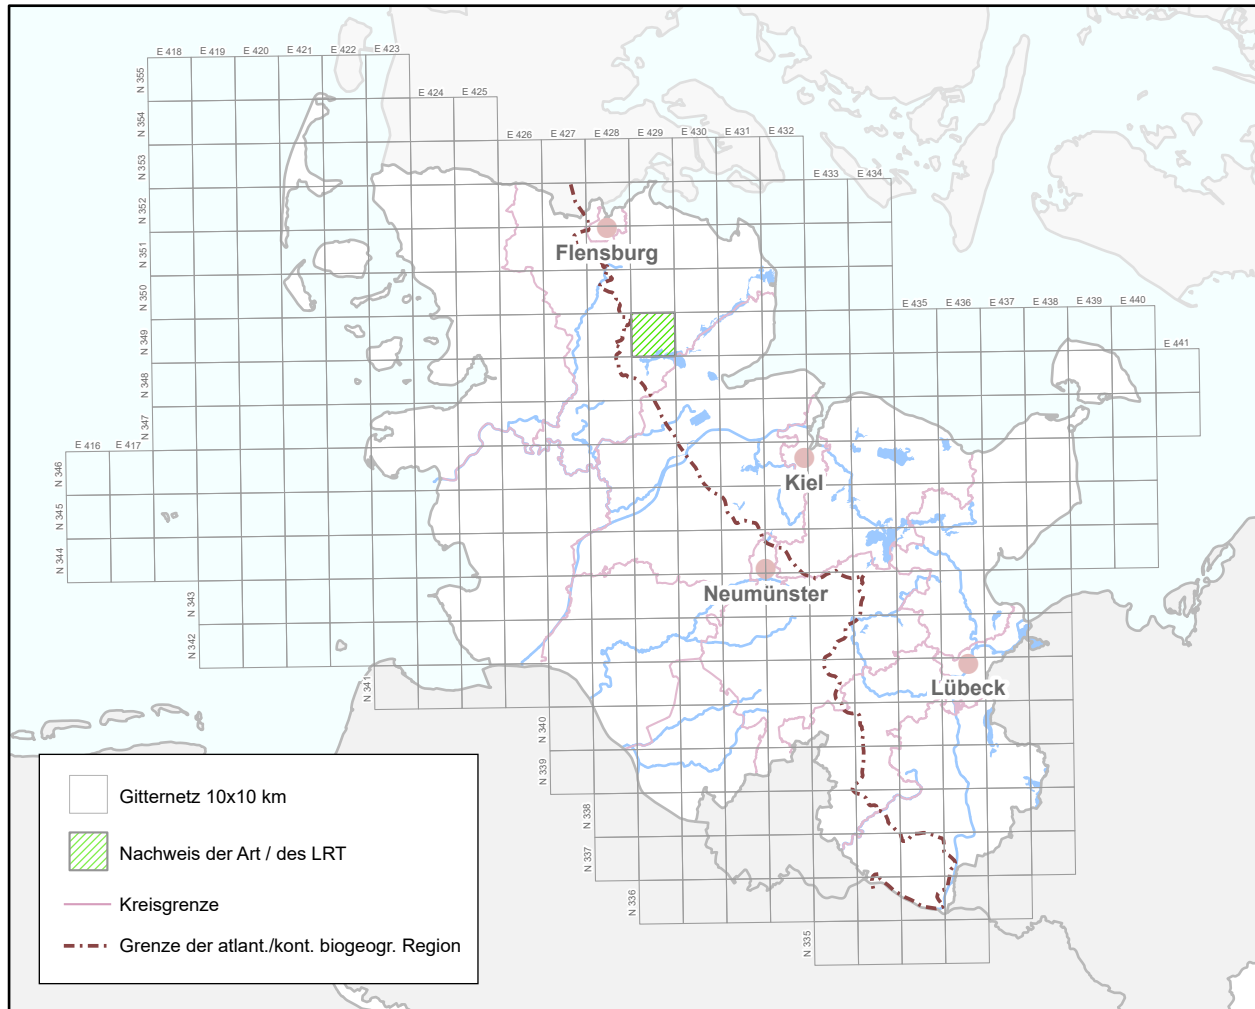 E 418 E 419 E 420 E 421 E 422 E 423
E 424 E 425
E 426 E 427 E 428 E 429 E 430 E 431 E 432
E 433 E 434
E 435 E 436 E 437 E 438 E 439 E 440
E 441
E 416 E 417
N 355
N 354
N 353
N 352
N 351
N 350
N 349
N 348
N 347
N 346
N 345
N 344
N 343
N 342
N 341
N 340
N 339
N 338
N 337
N 336
N 335
Flensburg
Kiel
Neumünster
Lübeck
Gitternetz 10x10 km
Nachweis der Art / des LRT
Kreisgrenze
Grenze der atlant./kont. biogeogr. Region